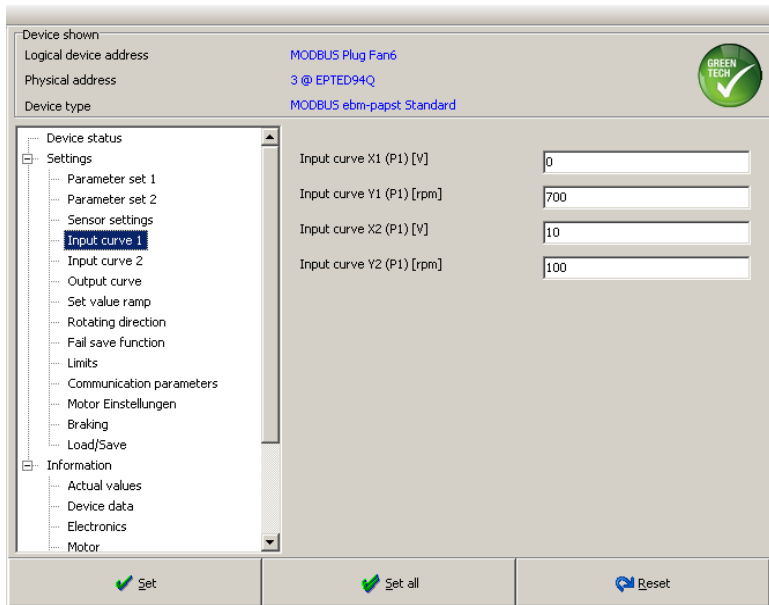 Device shown
Logical device address MODBUS Plug Fan6
Physical address 3 @ EPTED94Q
Device type MODBUS ebm-papst Standard
GREEN
TECH
Device status
Settings
Parameter set 1
Parameter set 2
Sensor settings
Input curve 1
Input curve 2
Output curve
Set value ramp
Rotating direction
Fail save function
Limits
Communication parameters
Motor Einstellungen
Braking
Load/Save
Information
Actual values
Device data
Electronics
Motor
Input curve X1 (P1) [V] 0
Input curve Y1 (P1) [rpm] 700
Input curve X2 (P1) [V] 10
Input curve Y2 (P1) [rpm] 100
Set Set all Reset